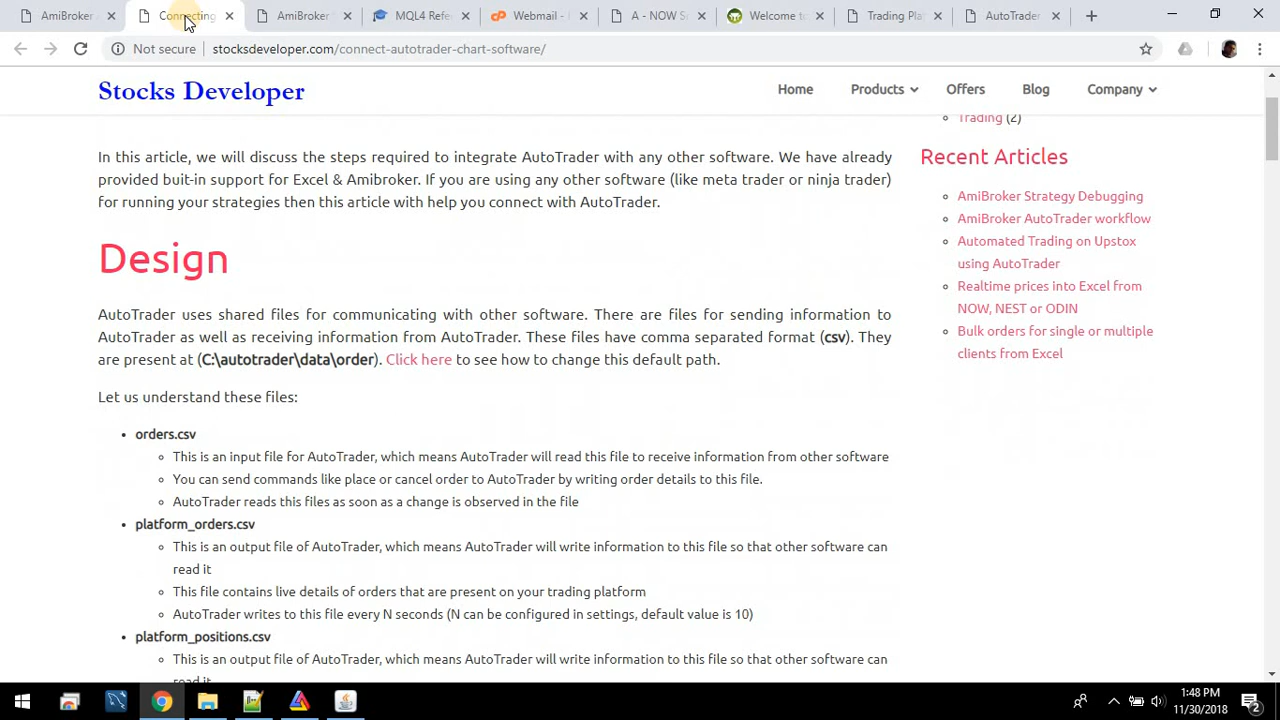 AmiBroker
Connecting
AmiBroker
MQL4 Refe
Webmail -
A - NOW S
Welcome to
Trading Pla
AutoTrader
Not secure
stocksdeveloper.com/connect-autotrader-chart-software/
Stocks Developer
Home
Products
Offers
Blog
Company
Trading (2)
In this article, we will discuss the steps required to integrate AutoTrader with any other software. We have already
provided buit-in support for Excel & Amibroker. If you are using any other software (like meta trader or ninja trader)
for running your strategies then this article with help you connect with AutoTrader.
Design
AutoTrader uses shared files for communicating with other software. There are files for sending information to
AutoTrader as well as receiving information from AutoTrader. These files have comma separated format (csv). They
are present at (C:\autotrader\data\order). Click here to see how to change this default path.
Let us understand these files:
• orders.csv
This is an input file for AutoTrader, which means AutoTrader will read this file to receive information from other software
You can send commands like place or cancel order to AutoTrader by writing order details to this file.
AutoTrader reads this files as soon as a change is observed in the file
• platform_orders.csv
This is an output file of AutoTrader, which means AutoTrader will write information to this file so that other software can
read it
This file contains live details of orders that are present on your trading platform
AutoTrader writes to this file every N seconds (N can be configured in settings, default value is 10)
• platform_positions.csv
This is an output file of AutoTrader, which means AutoTrader will write information to this file so that other software can
read it
Recent Articles
AmiBroker Strategy Debugging
AmiBroker AutoTrader workflow
Automated Trading on Upstox
using AutoTrader
Realtime prices into Excel from
NOW, NEST or ODIN
Bulk orders for single or multiple
clients from Excel
1:48 PM
11/30/2018
2